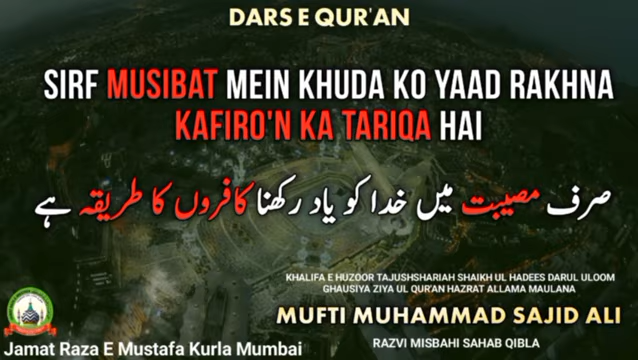 DARS E QUR'AN
SIRF MUSIBAT MEIN KHUDA KO YAAD RAKHNA
KAFIRO'N KA TARIQA HAI
صرف مصیبت میں خدا کو یاد رکھنا کافروں کا طریقہ ہے
KHALIFA E HUZOOR TAJUSHSHARIAH SHAIKH UL HADEES DARUL ULOOM
GHAUSIYA ZIYA UL QUR'AN HAZRAT ALLAMA MAULANA
MUFTI MUHAMMAD SAJID ALI
RAZVI MISBAHI SAHAB QIBLA
Jamat Raza E Mustafa Kurla Mumbai